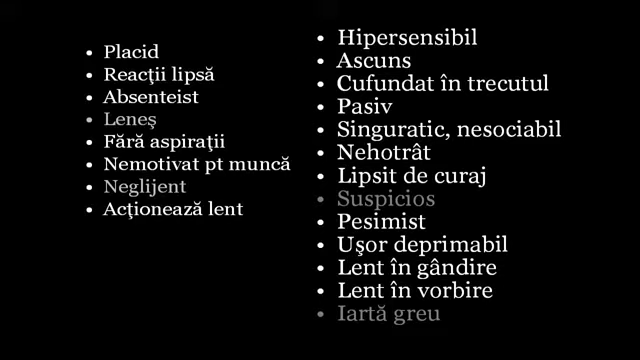 • Placid
• Reacţii lipsă
• Absenteist
• Leneş
• Fără aspiraţii
• Nemotivat pt muncă
• Neglijent
• Acţionează lent
• Hipersensibil
• Ascuns
• Cufundat în trecutul
• Pasiv
• Singuratic, nesociabil
• Nehotrât
• Lipsit de curaj
• Suspicios
• Pesimist
• Uşor deprimabil
• Lent în gândire
• Lent în vorbire
• Iartă greu